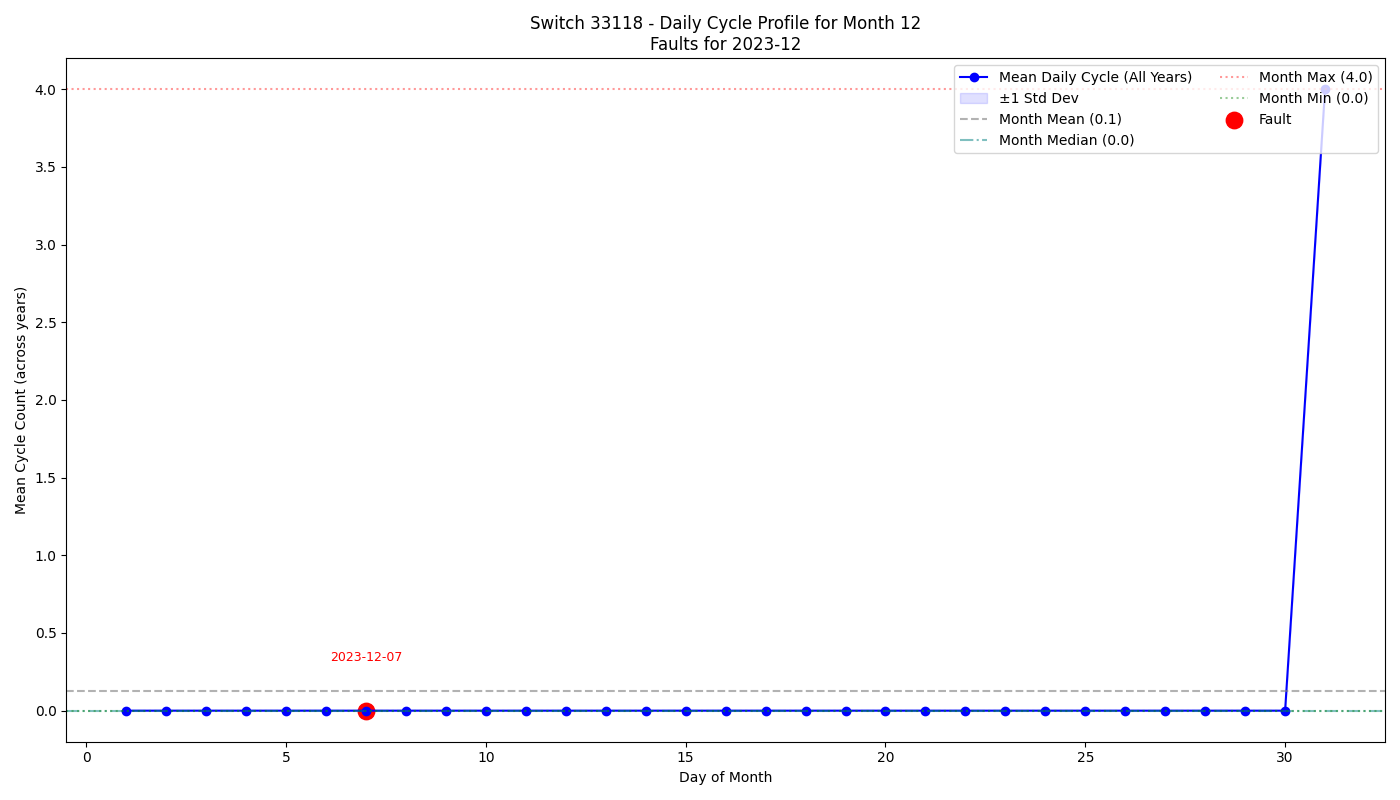 Switch 33118 - Daily Cycle Profile for Month 12
Faults for 2023-12
Mean Daily Cycle (All Years)
±1 Std Dev
Month Mean (0.1)
Month Median (0.0)
Month Max (4.0)
Month Min (0.0)
Fault
Mean Cycle Count (across years)
4.0
3.5
3.0
2.5
2.0
1.5
1.0
0.5
0.0
2023-12-07
0
5
10
15
20
25
30
Day of Month